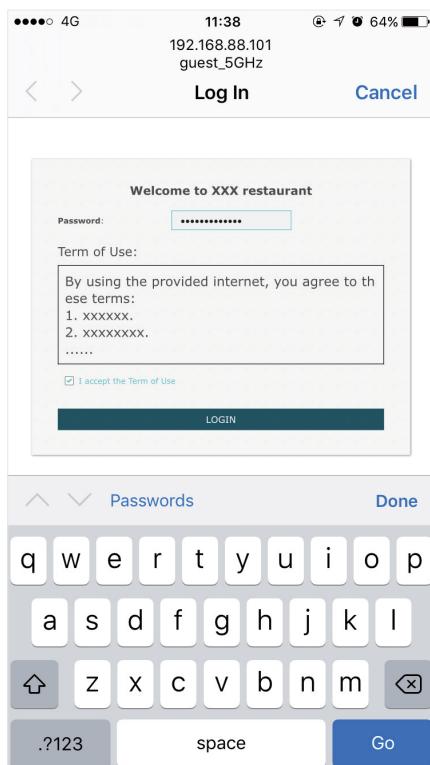 4G 11:38 64%
192.168.88.101
guest_5GHz
Log In Cancel
Welcome to XXX restaurant
Password: •••••••••••••
Term of Use:
By using the provided internet, you agree to th
ese terms:
1. xxxxxx.
2. xxxxxxxx.
......
I accept the Term of Use
LOGIN
Passwords Done
q w e r t y u i o p
a s d f g h j k l
z x c v b n m
.?123 space Go